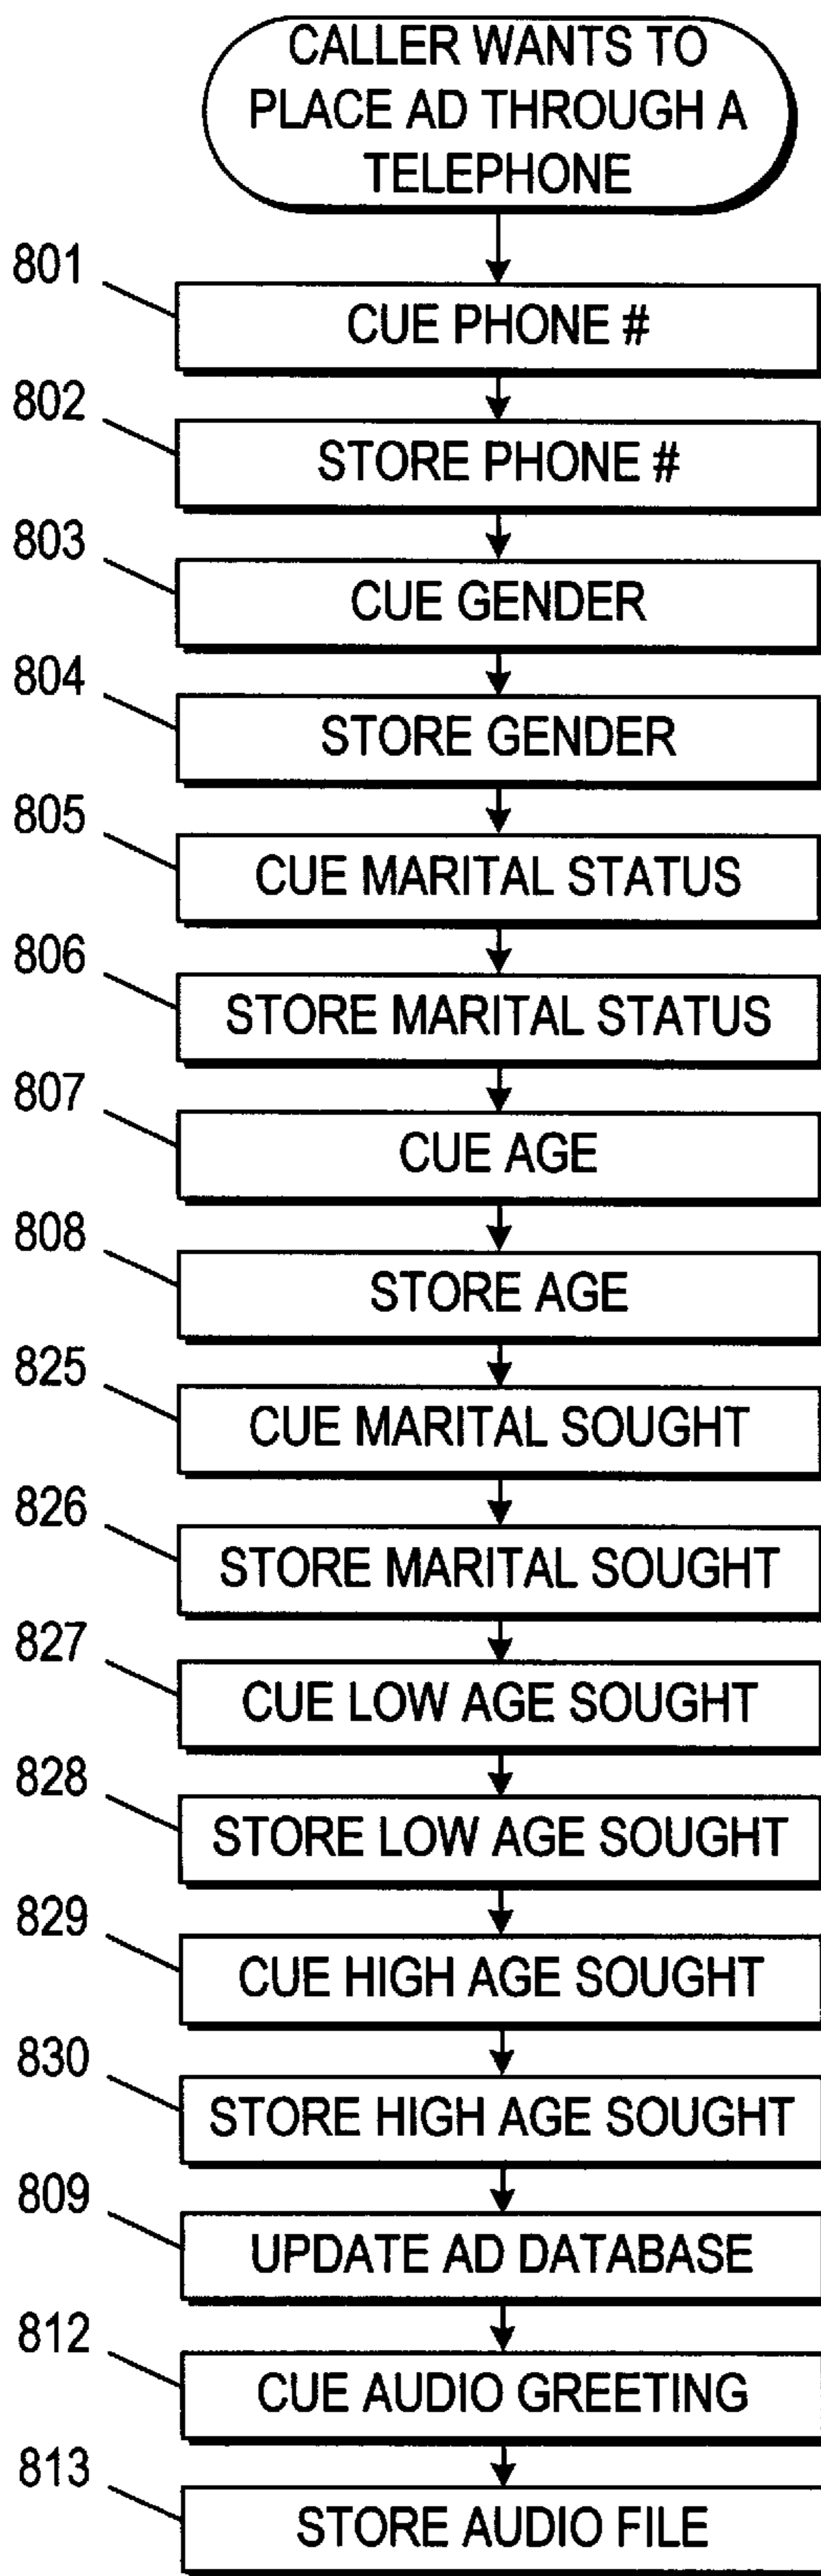 CALLER WANTS TO
PLACE AD THROUGH A
TELEPHONE
801
CUE PHONE #
802
STORE PHONE #
803
CUE GENDER
804
STORE GENDER
805
CUE MARITAL STATUS
806
STORE MARITAL STATUS
807
CUE AGE
808
STORE AGE
825
CUE MARITAL SOUGHT
826
STORE MARITAL SOUGHT
827
CUE LOW AGE SOUGHT
828
STORE LOW AGE SOUGHT
829
CUE HIGH AGE SOUGHT
830
STORE HIGH AGE SOUGHT
809
UPDATE AD DATABASE
812
CUE AUDIO GREETING
813
STORE AUDIO FILE